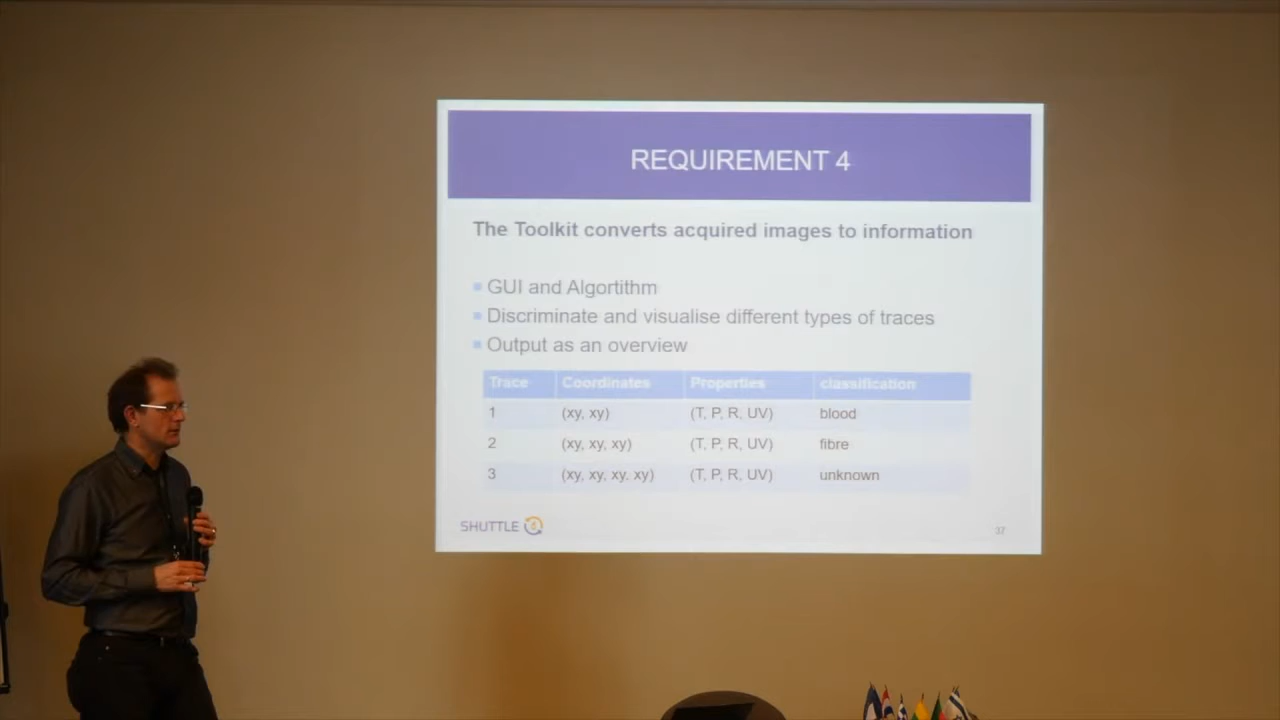 REQUIREMENT 4
The Toolkit converts acquired images to information
GUI and Algortithm
Discriminate and visualise different types of traces
Output as an overview
Trace Coordinates Properties classification
1 (xy, xy) (T, P, R, UV) blood
2 (xy, xy, xy) (T, P, R, UV) fibre
3 (xy, xy, xy. xy) (T, P, R, UV) unknown
SHUTTLE
37